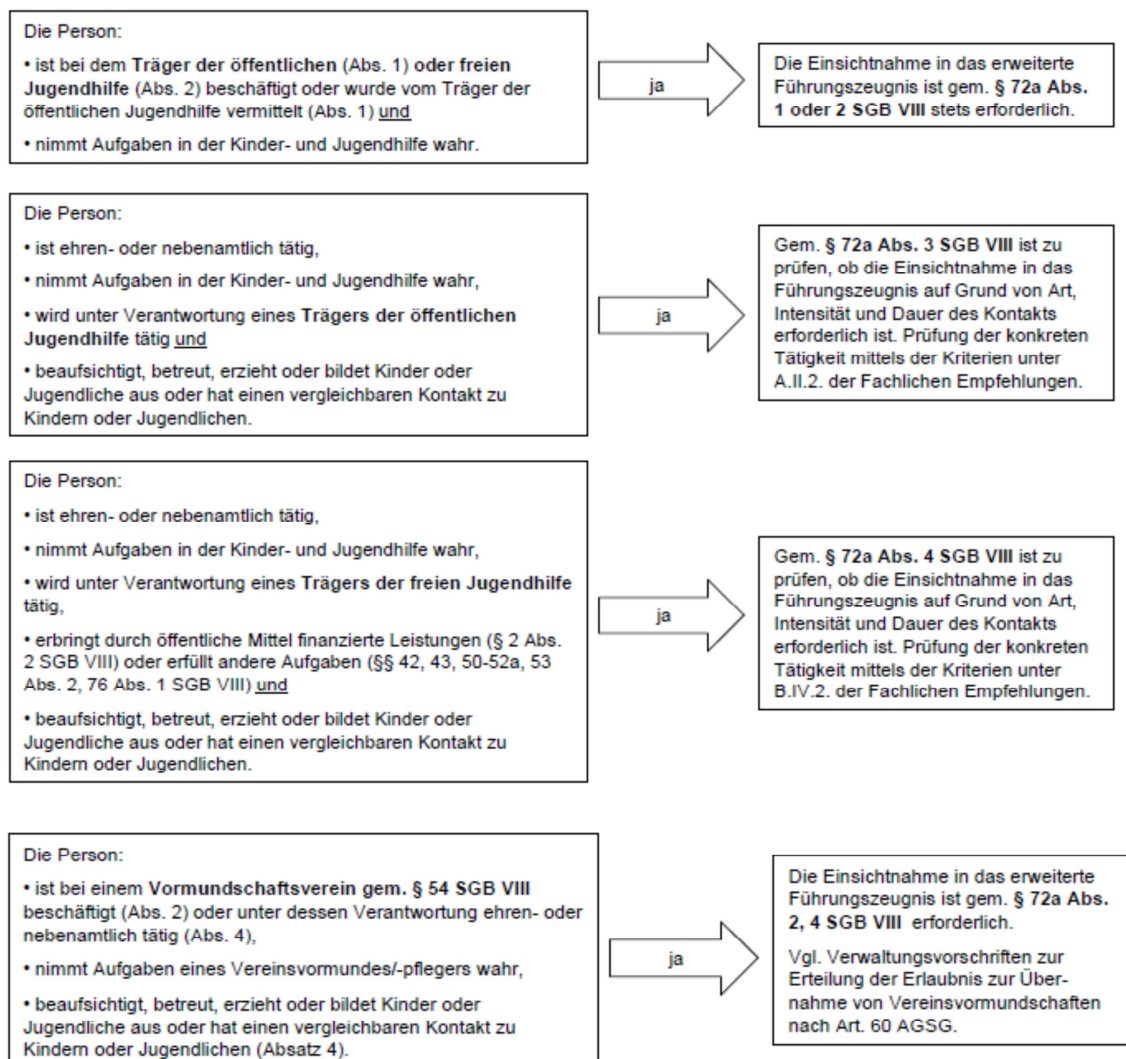 Die Person:
• ist bei dem Träger der öffentlichen (Abs. 1) oder freien
Jugendhilfe (Abs. 2) beschäftigt oder wurde vom Träger der
öffentlichen Jugendhilfe vermittelt (Abs. 1) und
• nimmt Aufgaben in der Kinder- und Jugendhilfe wahr.
ja
Die Einsichtnahme in das erweiterte
Führungszeugnis ist gem. § 72a Abs.
1 oder 2 SGB VIII stets erforderlich.
Die Person:
• ist ehren- oder nebenamtlich tätig,
• nimmt Aufgaben in der Kinder- und Jugendhilfe wahr,
• wird unter Verantwortung eines Trägers der öffentlichen
Jugendhilfe tätig und
• beaufsichtigt, betreut, erzieht oder bildet Kinder oder
Jugendliche aus oder hat einen vergleichbaren Kontakt zu
Kindern oder Jugendlichen.
ja
Gem. § 72a Abs. 3 SGB VIII ist zu
prüfen, ob die Einsichtnahme in das
Führungszeugnis auf Grund von Art,
Intensität und Dauer des Kontakts
erforderlich ist. Prüfung der konkreten
Tätigkeit mittels der Kriterien unter
A.II.2. der Fachlichen Empfehlungen.
Die Person:
• ist ehren- oder nebenamtlich tätig,
• nimmt Aufgaben in der Kinder- und Jugendhilfe wahr,
• wird unter Verantwortung eines Trägers der freien Jugendhilfe
tätig,
• erbringt durch öffentliche Mittel finanzierte Leistungen (§ 2 Abs.
2 SGB VIII) oder erfüllt andere Aufgaben (§§ 42, 43, 50-52a, 53
Abs. 2, 76 Abs. 1 SGB VIII) und
• beaufsichtigt, betreut, erzieht oder bildet Kinder oder
Jugendliche aus oder hat einen vergleichbaren Kontakt zu
Kindern oder Jugendlichen.
ja
Gem. § 72a Abs. 4 SGB VIII ist zu
prüfen, ob die Einsichtnahme in das
Führungszeugnis auf Grund von Art,
Intensität und Dauer des Kontakts
erforderlich ist. Prüfung der konkreten
Tätigkeit mittels der Kriterien unter
B.IV.2. der Fachlichen Empfehlungen.
Die Person:
• ist bei einem Vormundschaftsverein gem. § 54 SGB VIII
beschäftigt (Abs. 2) oder unter dessen Verantwortung ehren- oder
nebenamtlich tätig (Abs. 4),
• nimmt Aufgaben eines Vereinsvormundes/-pflegers wahr,
• beaufsichtigt, betreut, erzieht oder bildet Kinder oder
Jugendliche aus oder hat einen vergleichbaren Kontakt zu
Kindern oder Jugendlichen (Absatz 4).
ja
Die Einsichtnahme in das erweiterte
Führungszeugnis ist gem. § 72a Abs.
2, 4 SGB VIII erforderlich.
Vgl. Verwaltungsvorschriften zur
Erteilung der Erlaubnis zur Über-
nahme von Vereinsvormundschaften
nach Art. 60 AGSG.